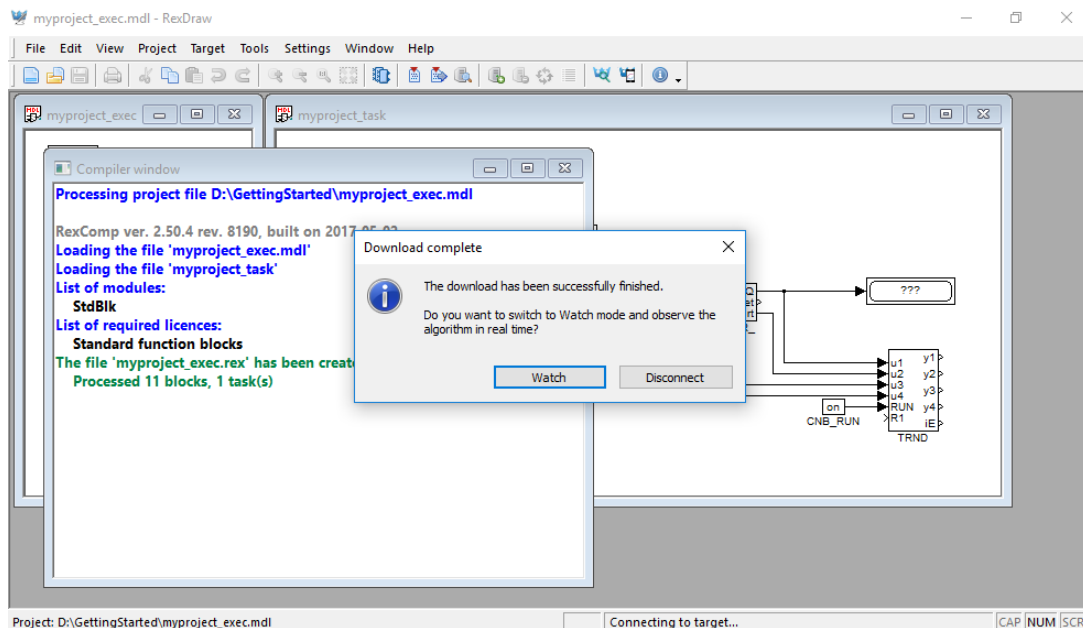 myproject_exec.mdl - RexDraw
File Edit View Project Target Tools Settings Window Help
myproject_exec
myproject_task
Compiler window
Processing project file D:\GettingStarted\myproject_exec.mdl
RexComp ver. 2.50.4 rev. 8190, built on 2017-05-02
Loading the file 'myproject_exec.mdl'
Loading the file 'myproject_task'
List of modules:
StdBlk
List of required licences:
Standard function blocks
The file 'myproject_exec.rex' has been create
Processed 11 blocks, 1 task(s)
Download complete
The download has been successfully finished.
Do you want to switch to Watch mode and observe the
algorithm in real time?
Watch Disconnect
Q
et
rt
???
u1 y1
u2 y2
u3 y3
u4
RUN y4
R1 iE
TRND
on
CNB_RUN
Project: D:\GettingStarted\myproject_exec.mdl
Connecting to target...
CAP NUM SCR